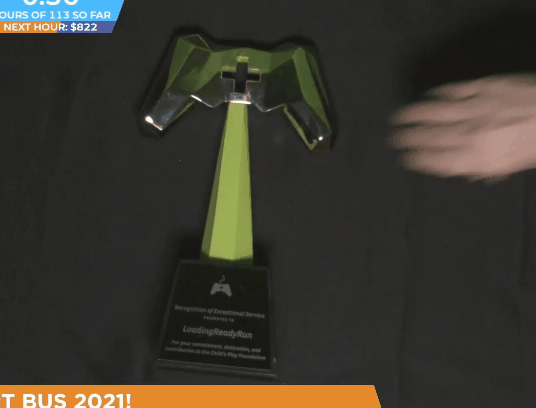 OURS OF 113 SO FAR
NEXT HOUR: $822
Recognition of Exceptional Service
PRESENTED TO
LoadingReadyRun
For your commitment, dedication, and
contribution to the Child's Play Foundation
T BUS 2021!